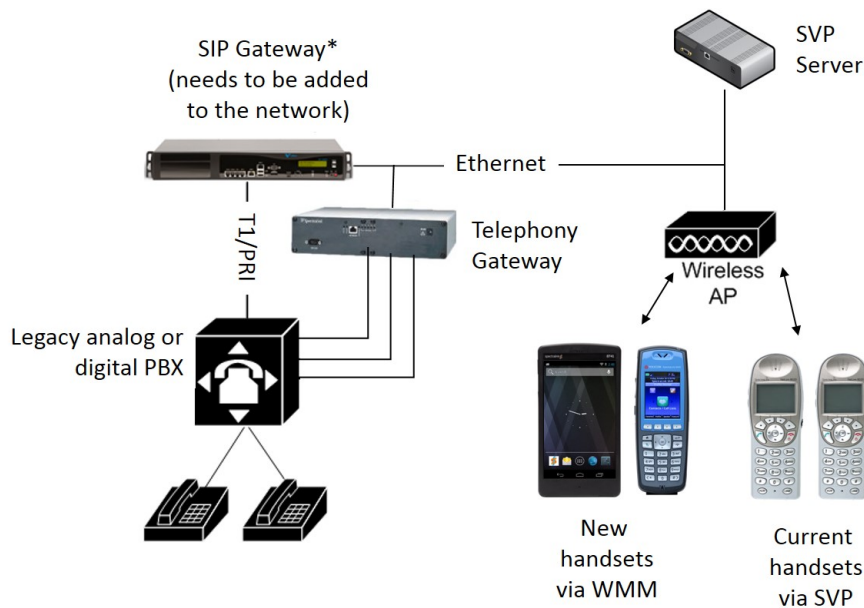 SIP Gateway*
(needs to be added
to the network)
SVP
Server
Ethernet
T1/PRI
Telephony
Gateway
Wireless
AP
Legacy analog or
digital PBX
New
handsets
via WMM
Current
handsets
via SVP